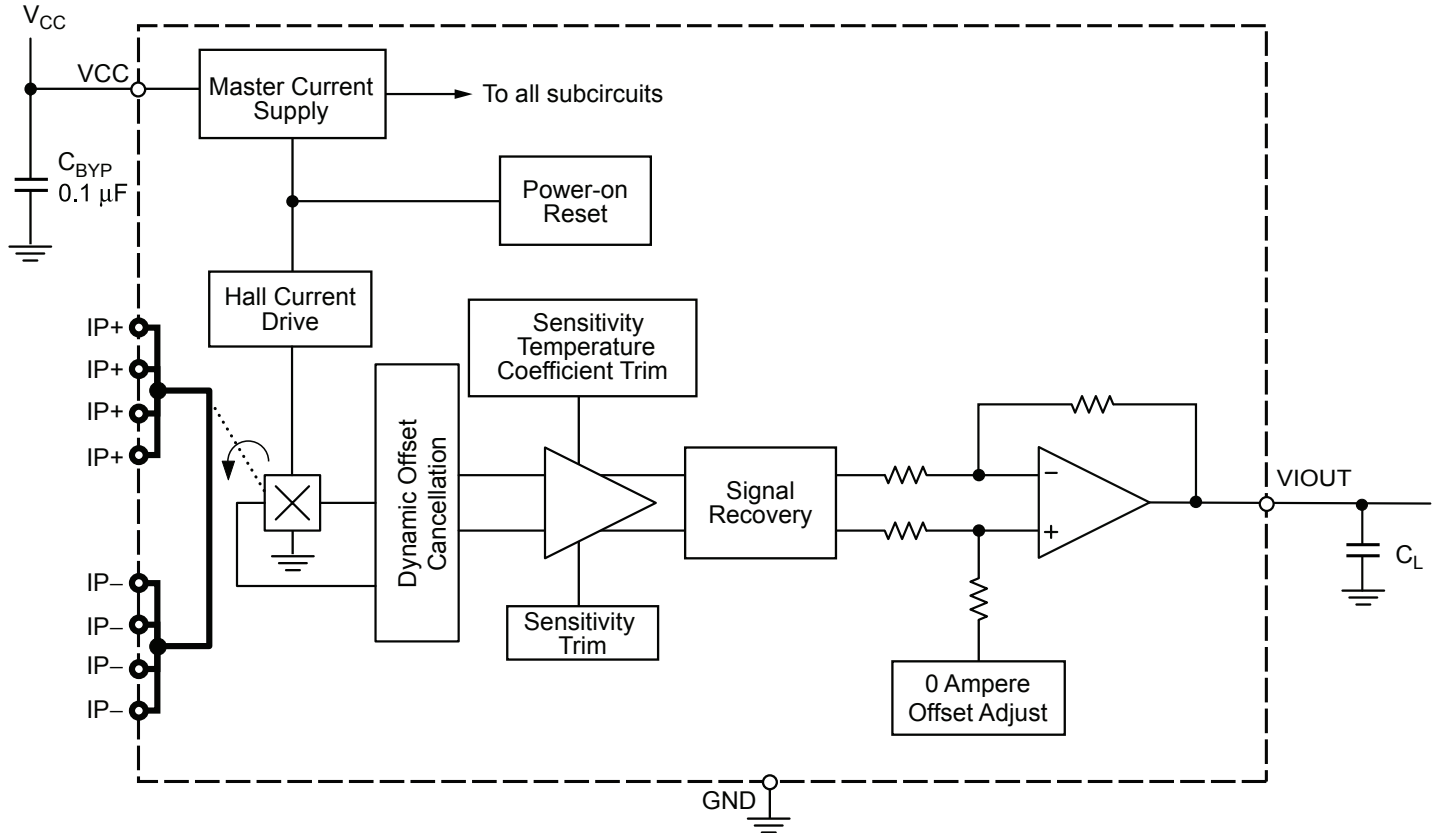 VCC
VCC
Master Current
Supply
To all subcircuits
CBYP
0.1 μF
Power-on
Reset
Hall Current
Drive
Sensitivity
Temperature
Coefficient Trim
IP+
IP+
IP+
IP+
Dynamic Offset
Cancellation
Signal
Recovery
−
+
VIOUT
CL
IP−
IP−
IP−
IP−
Sensitivity
Trim
0 Ampere
Offset Adjust
GND